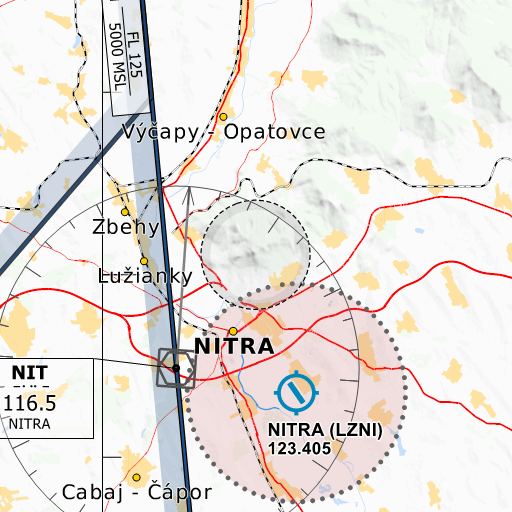 FL 125
5000 MSL
Výčapy - Opatovce
Zbehy
Lužianky
NITRA
NIT
116.5
NITRA
NITRA (LZNI)
123.405
Cabaj - Čápor